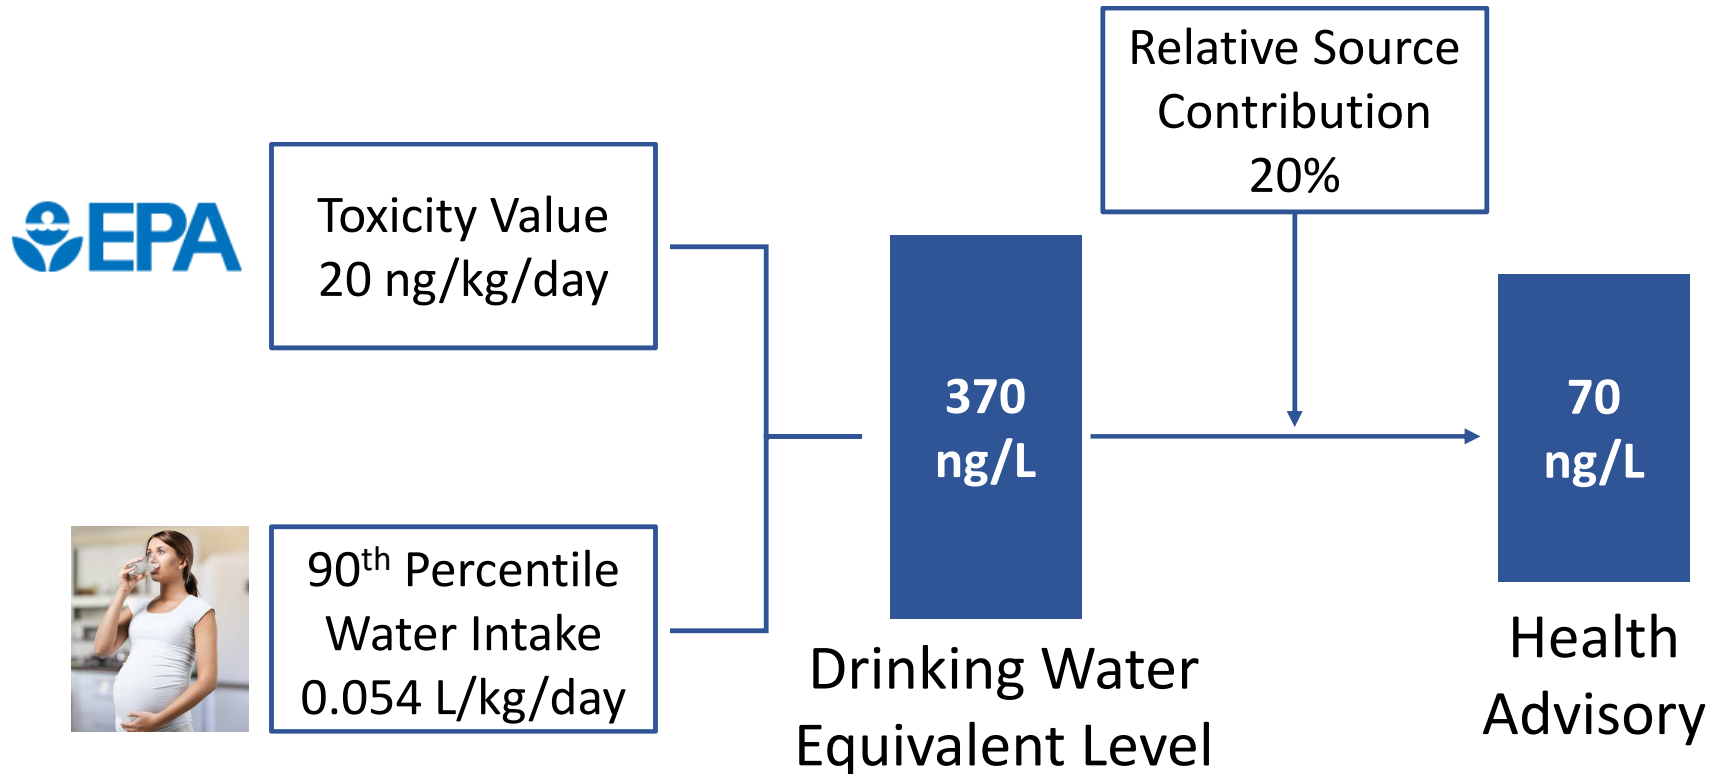 EPA
Toxicity Value
20 ng/kg/day
90th Percentile
Water Intake
0.054 L/kg/day
370
ng/L
Drinking Water
Equivalent Level
Relative Source
Contribution
20%
70
ng/L
Health
Advisory